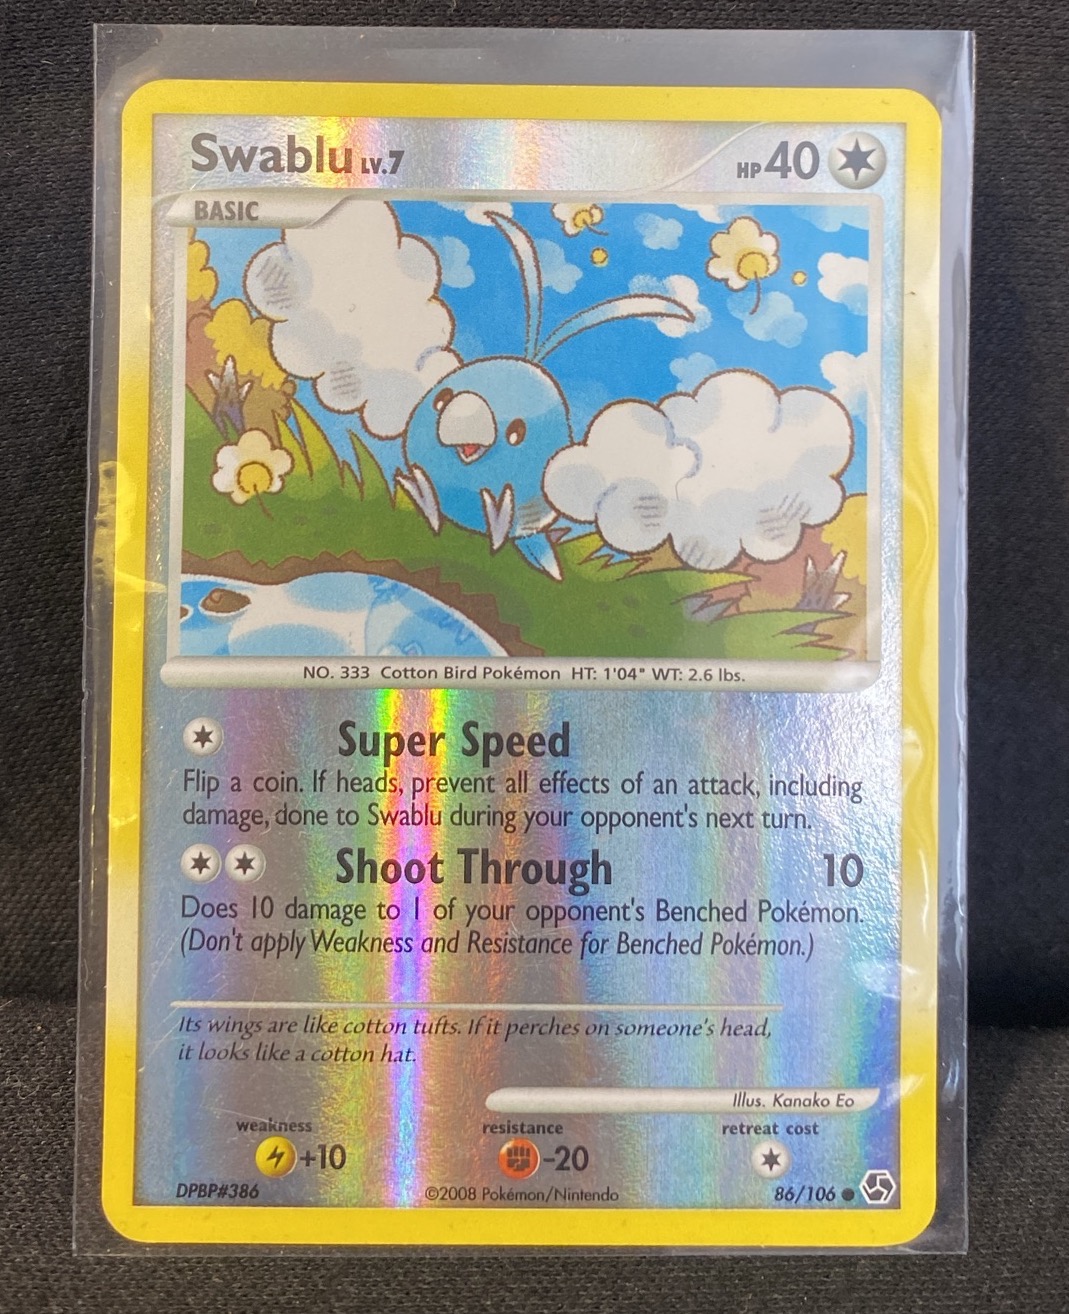 Swablu LV.7 HP 40
BASIC
NO. 333 Cotton Bird Pokémon HT: 1'04" WT: 2.6 lbs.
Super Speed
Flip a coin. If heads, prevent all effects of an attack, including
damage, done to Swablu during your opponent's next turn.
Shoot Through 10
Does 10 damage to 1 of your opponent's Benched Pokémon.
(Don't apply Weakness and Resistance for Benched Pokémon.)
Its wings are like cotton tufts. If it perches on someone's head,
it looks like a cotton hat.
Illus. Kanako Eo
weakness resistance retreat cost
+10 -20
DPBP#386 ©2008 Pokémon/Nintendo 86/106